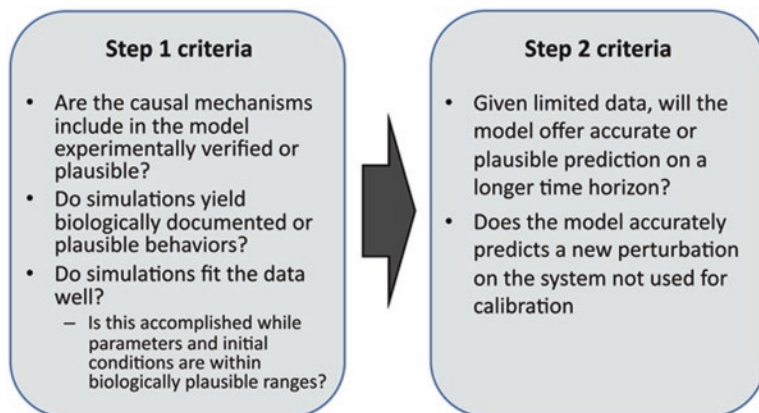 Step 1 criteria
• Are the causal mechanisms
include in the model
experimentally verified or
plausible?
• Do simulations yield
biologically documented or
plausible behaviors?
• Do simulations fit the data
well?
– Is this accomplished while
parameters and initial
conditions are within
biologically plausible ranges?
Step 2 criteria
• Given limited data, will the
model offer accurate or
plausible prediction on a
longer time horizon?
• Does the model accurately
predicts a new perturbation
on the system not used for
calibration